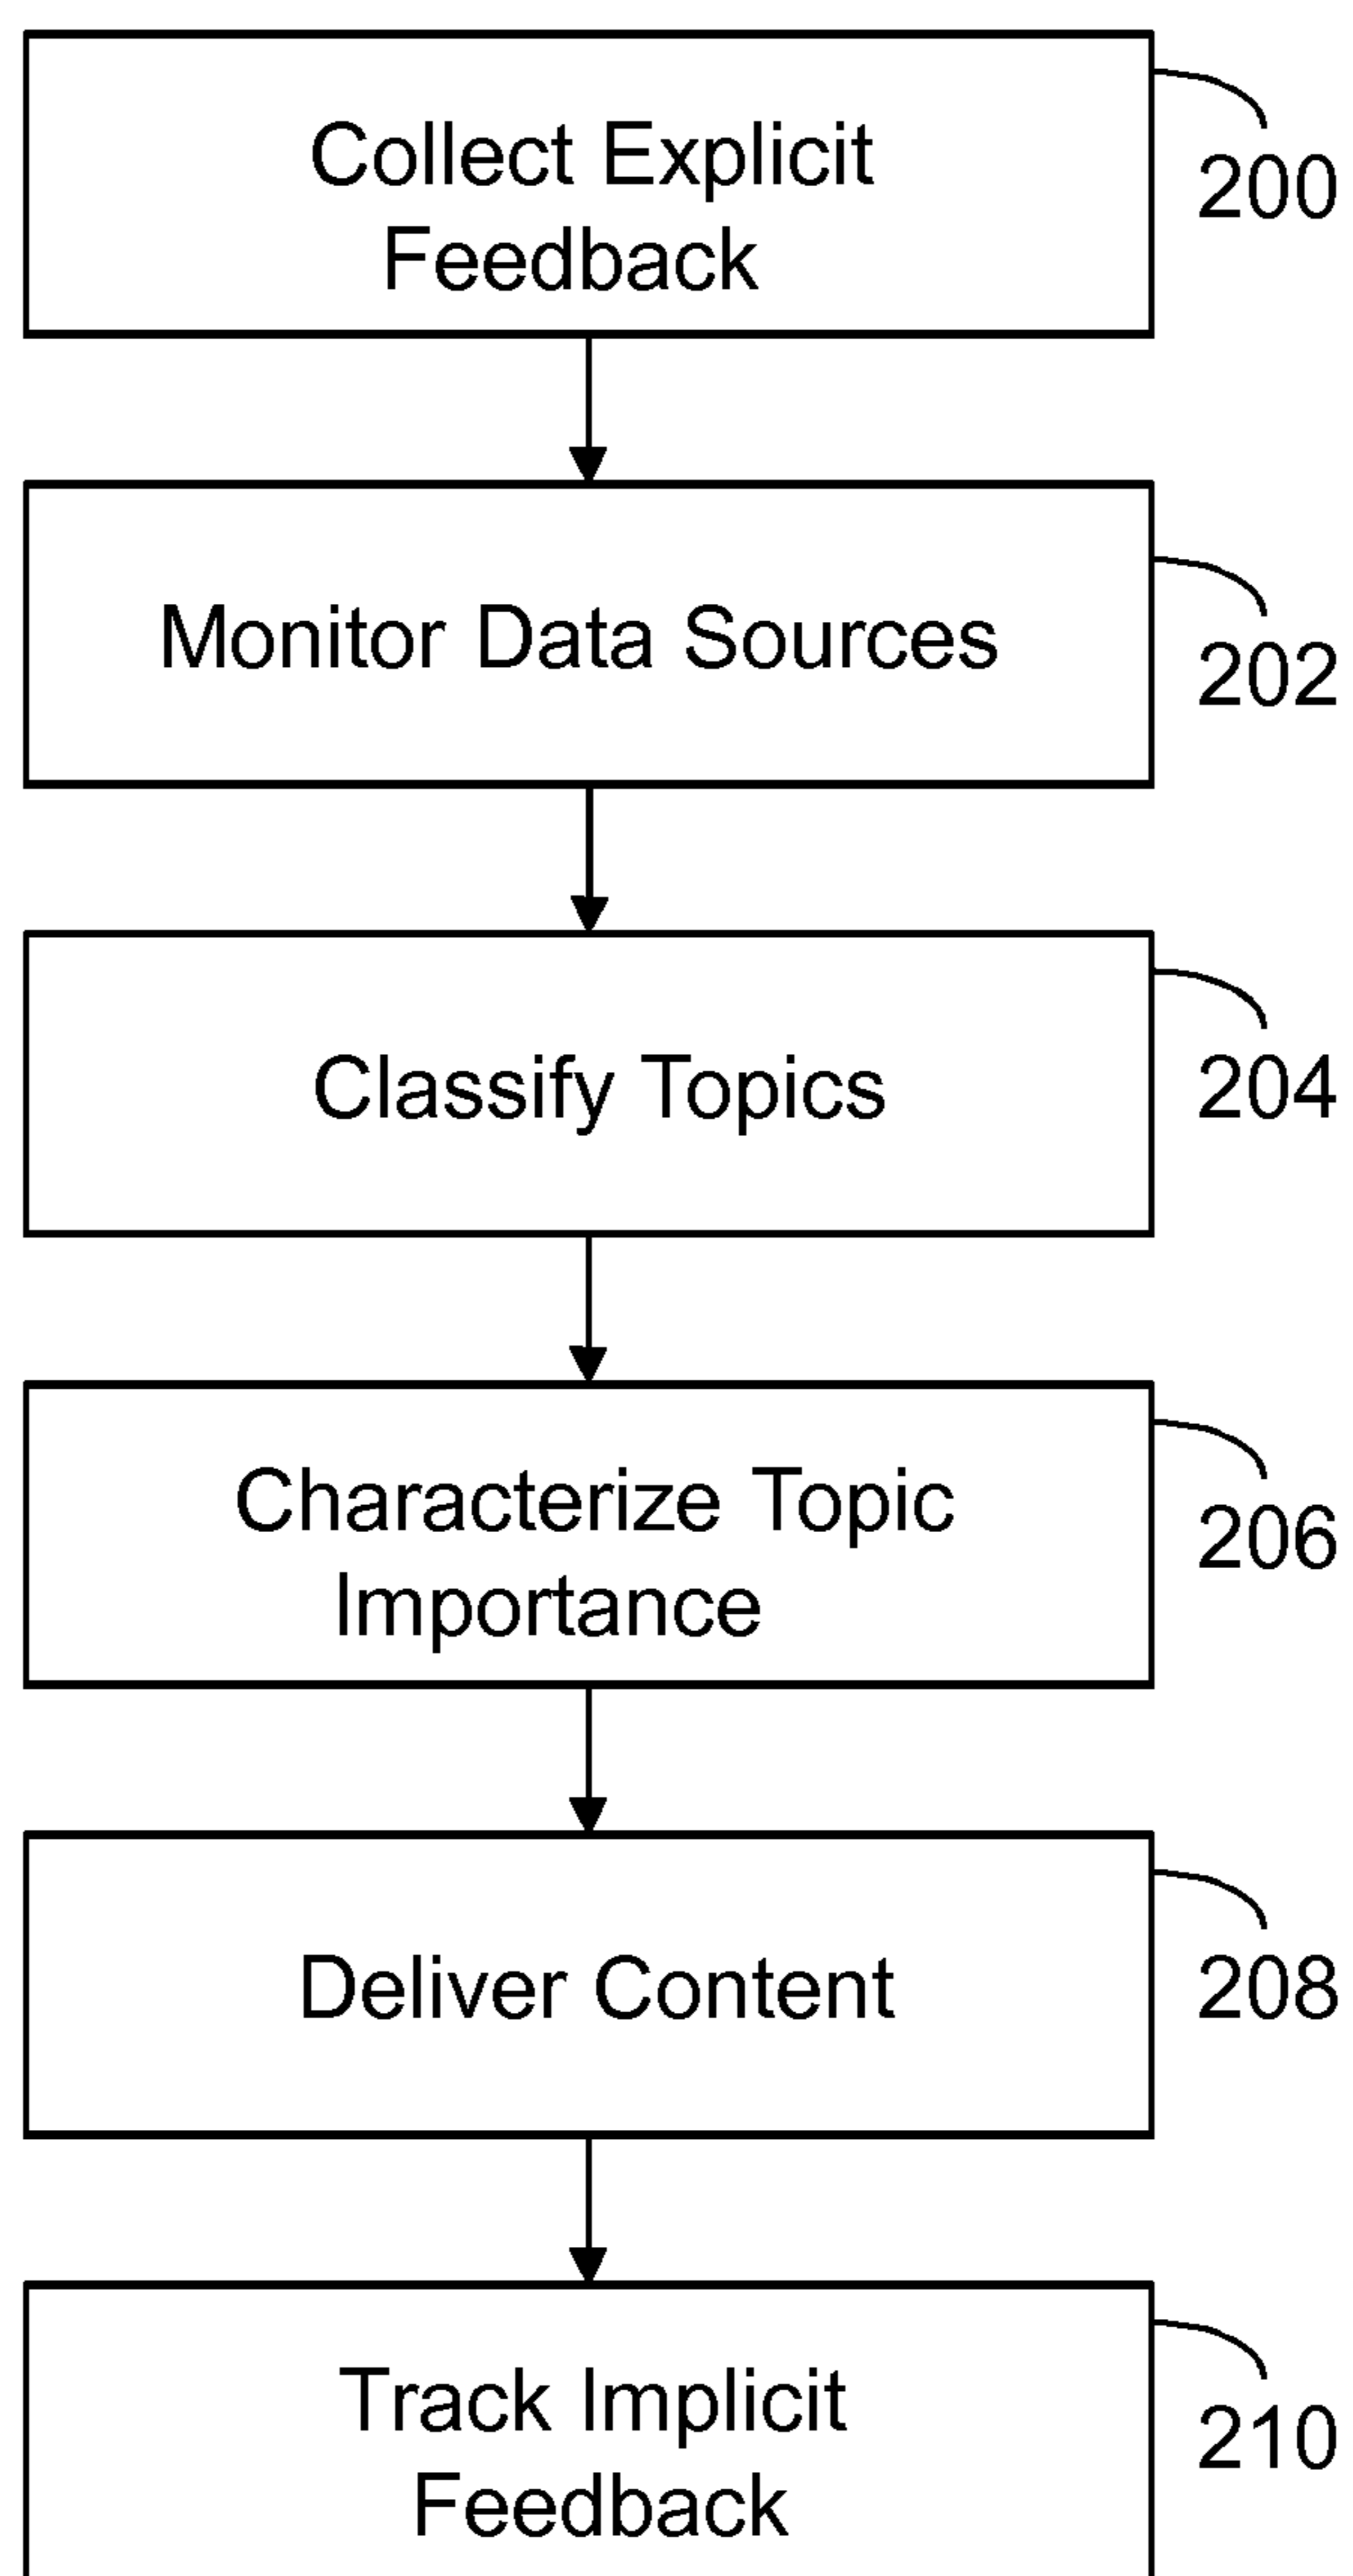 Collect Explicit
Feedback
200
Monitor Data Sources
202
Classify Topics
204
Characterize Topic
Importance
206
Deliver Content
208
Track Implicit
Feedback
210